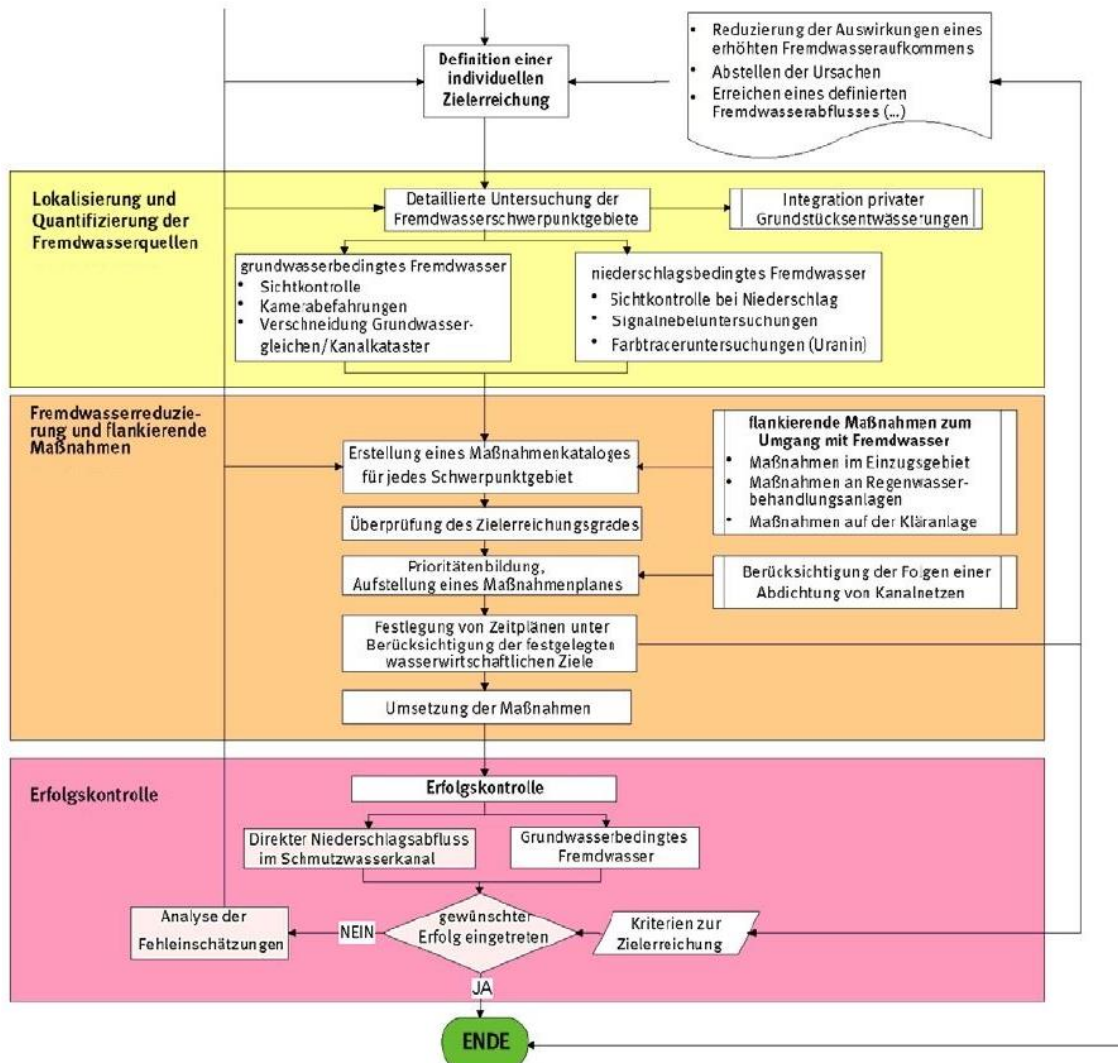 Definition einer
individuellen
Zielerreichung
• Reduzierung der Auswirkungen eines
erhöhten Fremdwasseraufkommens
• Abstellen der Ursachen
• Erreichen eines definierten
Fremdwasserabflusses (...)
Lokalisierung und
Quantifizierung der
Fremdwasserquellen
Detaillierte Untersuchung der
Fremdwasserschwerpunktgebiete
Integration privater
Grundstücksentwässerungen
grundwasserbedingtes Fremdwasser
• Sichtkontrolle
• Kamerabefahrungen
• Verschneidung Grundwasser-
gleichen/Kanalkataster
niederschlagsbedingtes Fremdwasser
• Sichtkontrolle bei Niederschlag
• Signalnebeluntersuchungen
• Farbtraceruntersuchungen (Uranin)
Fremdwasserreduzie-
rung und flankierende
Maßnahmen
Erstellung eines Maßnahmenkataloges
für jedes Schwerpunktgebiet
flankierende Maßnahmen zum
Umgang mit Fremdwasser
• Maßnahmen im Einzugsgebiet
• Maßnahmen an Regenwasser-
behandlungsanlagen
• Maßnahmen auf der Kläranlage
Überprüfung des Zielerreichungsgrades
Prioritätenbildung,
Aufstellung eines Maßnahmenplanes
Berücksichtigung der Folgen einer
Abdichtung von Kanalnetzen
Festlegung von Zeitplänen unter
Berücksichtigung der festgelegten
wasserwirtschaftlichen Ziele
Umsetzung der Maßnahmen
Erfolgskontrolle
Erfolgskontrolle
Direkter Niederschlagsabfluss
im Schmutzwasserkanal
Grundwasserbedingtes
Fremdwasser
Analyse der
Fehleinschätzungen
NEIN
gewünschter
Erfolg eingetreten
Kriterien zur
Zielerreichung
JA
ENDE